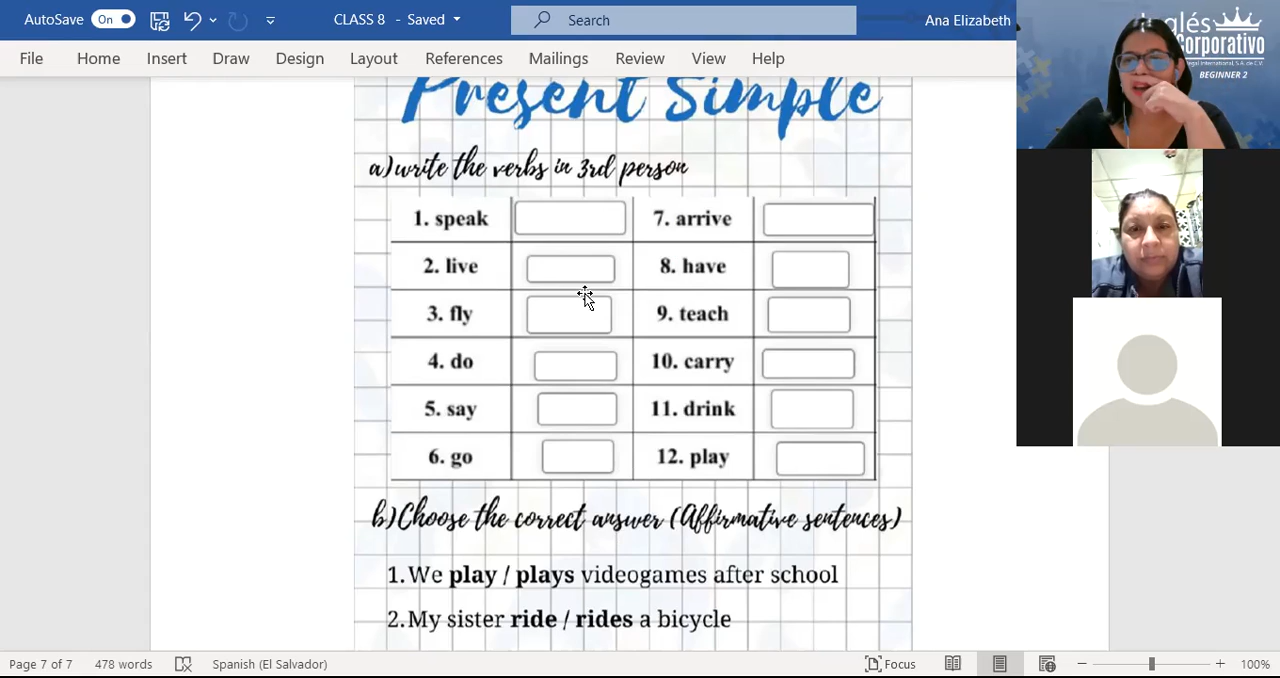 AutoSave On CLASS 8 - Saved Search Ana Elizabeth
File Home Insert Draw Design Layout References Mailings Review View Help
Inglés
Corporativo
BEGINNER 2
Present Simple
a)write the verbs in 3rd person
1. speak 7. arrive
2. live 8. have
3. fly 9. teach
4. do 10. carry
5. say 11. drink
6. go 12. play
b)Choose the correct answer (Affirmative sentences)
1.We play / plays videogames after school
2.My sister ride / rides a bicycle
Page 7 of 7 478 words Spanish (El Salvador) Focus 100%